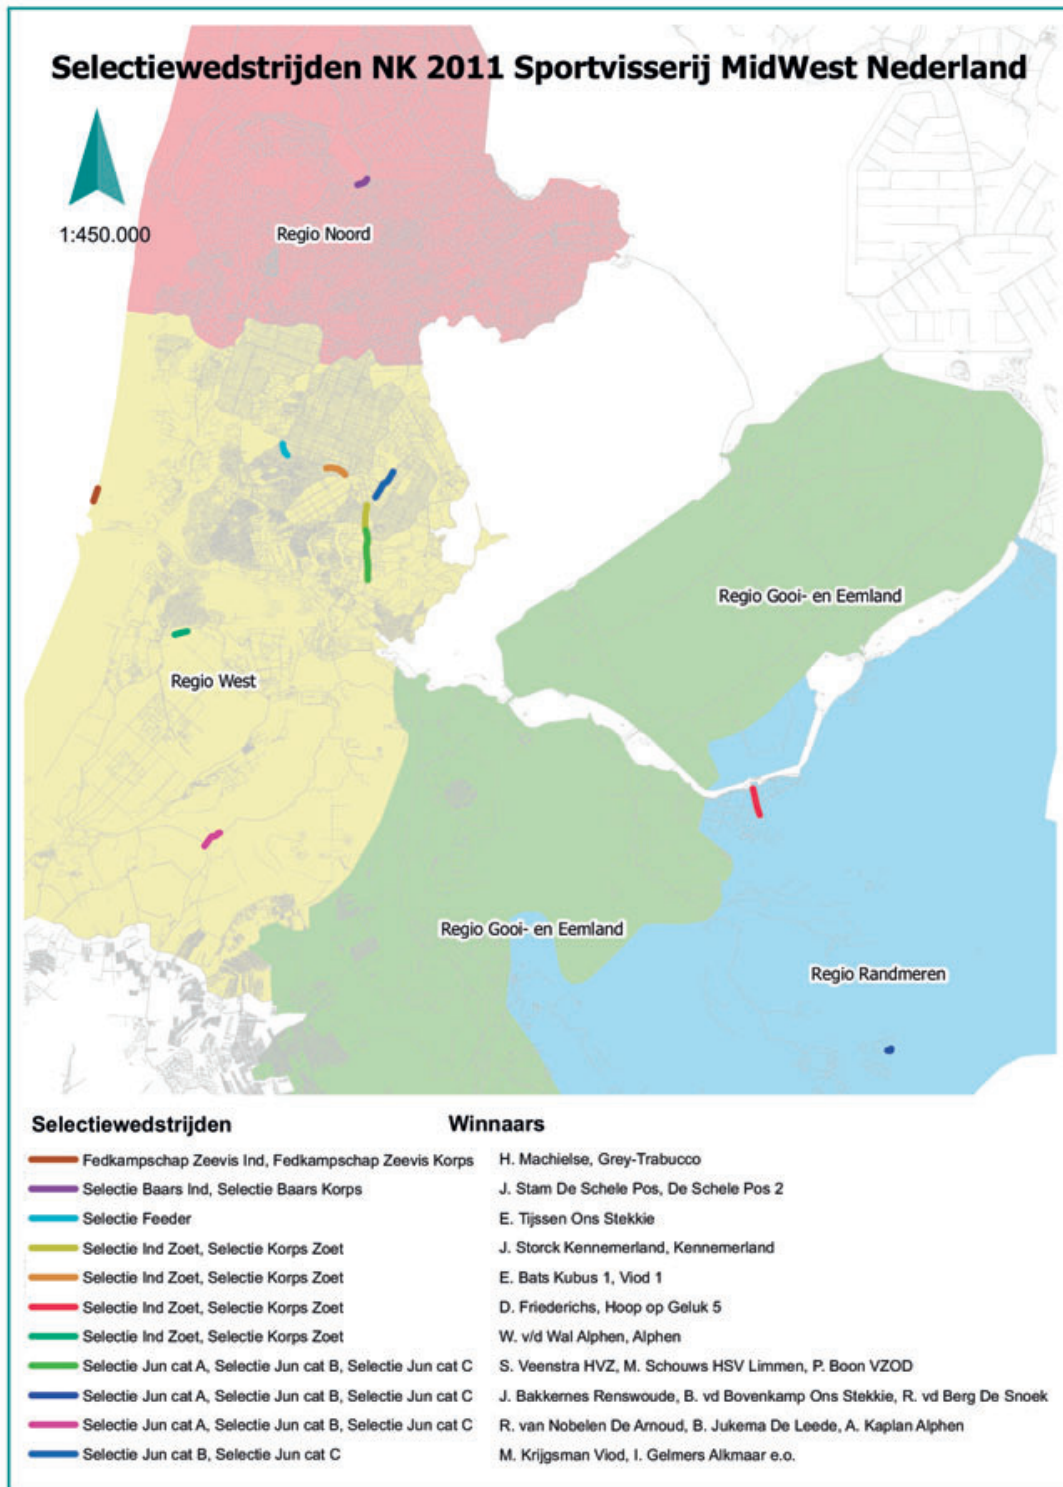 Selectiewedstrijden NK 2011 Sportvisserij MidWest Nederland
1:450.000
Regio Noord
Regio Gooi- en Eemland
Regio West
Regio Gooi- en Eemland
Regio Randmeren
Selectiewedstrijden Winnaars
Fedkampschap Zeevis Ind, Fedkampschap Zeevis Korps H. Machielse, Grey-Trabucco
Selectie Baars Ind, Selectie Baars Korps J. Stam De Schele Pos, De Schele Pos 2
Selectie Feeder E. Tijssen Ons Stekkie
Selectie Ind Zoet, Selectie Korps Zoet J. Storck Kennemerland, Kennemerland
Selectie Ind Zoet, Selectie Korps Zoet E. Bats Kubus 1, Viod 1
Selectie Ind Zoet, Selectie Korps Zoet D. Friederichs, Hoop op Geluk 5
Selectie Ind Zoet, Selectie Korps Zoet W. v/d Wal Alphen, Alphen
Selectie Jun cat A, Selectie Jun cat B, Selectie Jun cat C S. Veenstra HVZ, M. Schouws HSV Limmen, P. Boon VZOD
Selectie Jun cat A, Selectie Jun cat B, Selectie Jun cat C J. Bakkernes Renswoude, B. vd Bovenkamp Ons Stekkie, R. vd Berg De Snoek
Selectie Jun cat A, Selectie Jun cat B, Selectie Jun cat C R. van Nobelen De Arnoud, B. Jukema De Leede, A. Kaplan Alphen
Selectie Jun cat B, Selectie Jun cat C M. Krijgsman Viod, I. Gelmers Alkmaar e.o.